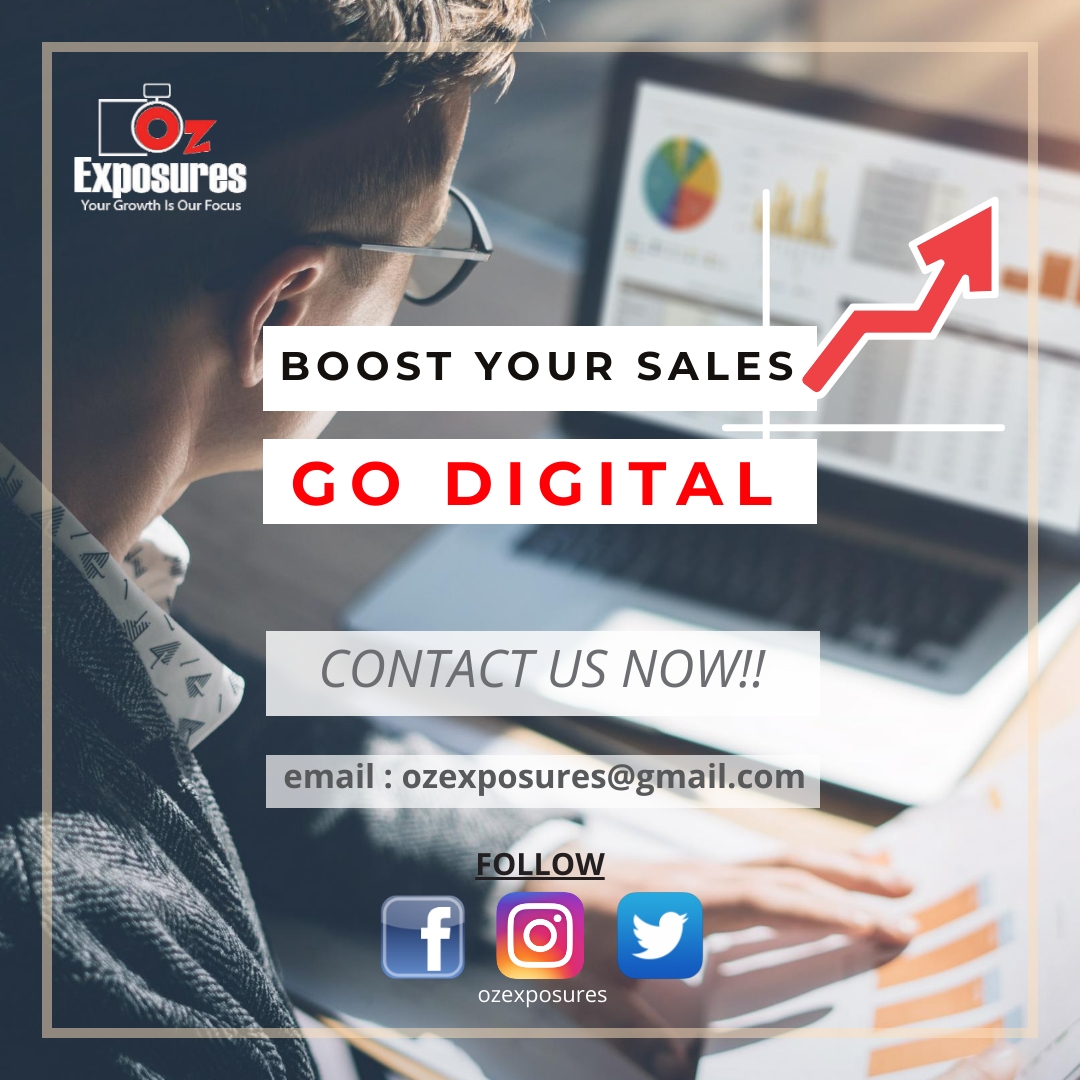 Oz
Exposures
Your Growth Is Our Focus
BOOST YOUR SALES
GO DIGITAL
CONTACT US NOW!!
email : ozexposures@gmail.com
FOLLOW
ozexposures